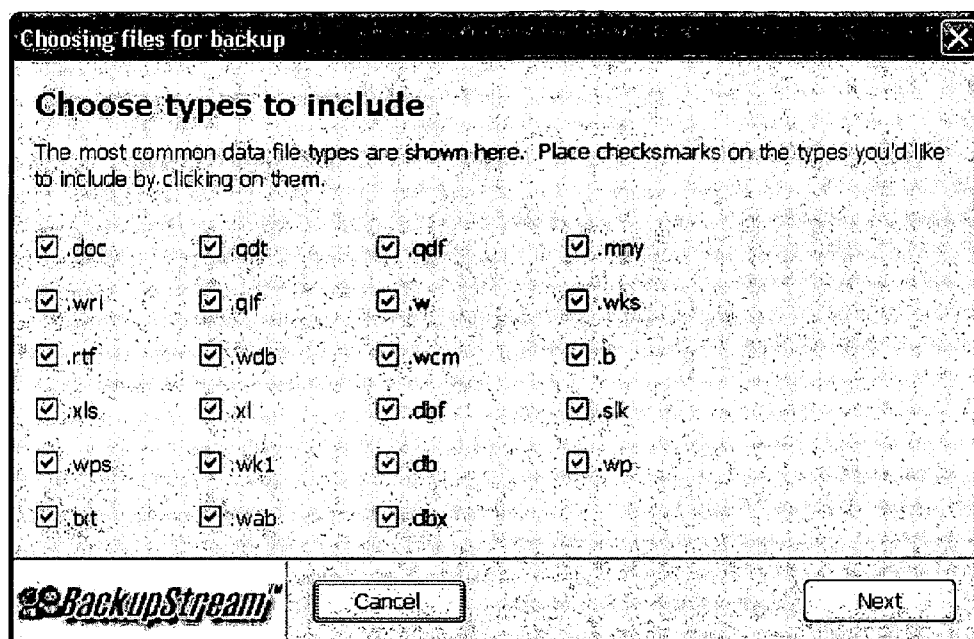 Choosing files for backup
Choose types to include
The most common data file types are shown here. Place checksmarks on the types you'd like
to include by clicking on them.
.doc .qdt .qdf .mny
.wri .qif .w .wks
.rtf .wdb .wcm .b
.xls .xl .dbf .slk
.wps .wk1 .db .wp
.txt .wab .dbx
BackupStream™ Cancel Next